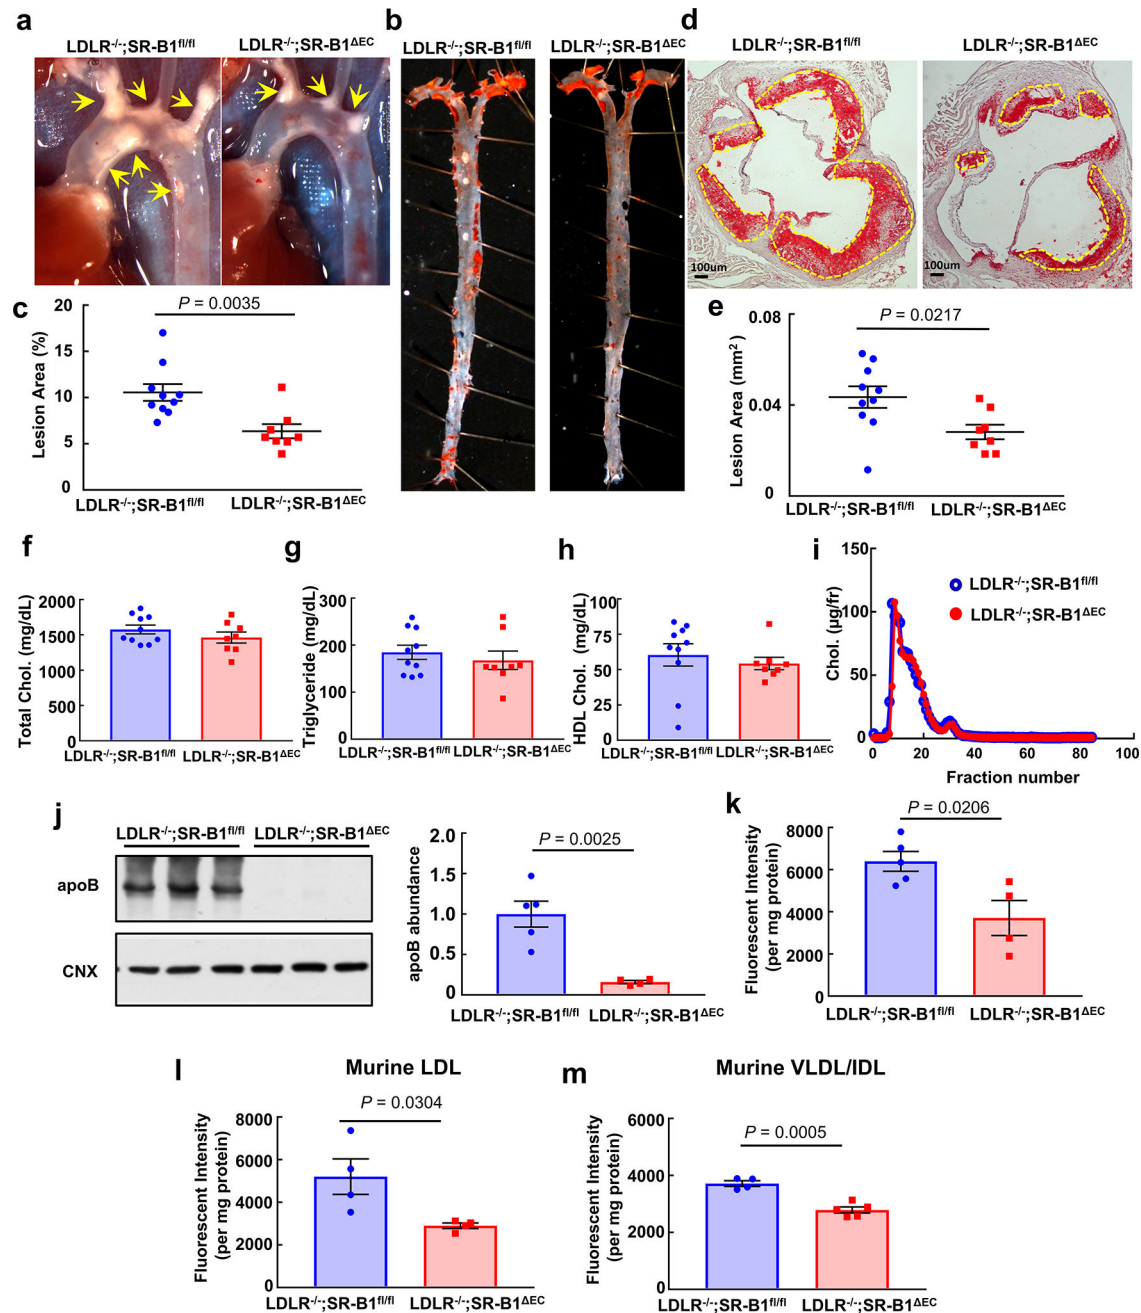 a
LDLR-/-;SR-B1fl/fl
LDLR-/-;SR-B1ΔEC
b
LDLR-/-;SR-B1fl/fl
LDLR-/-;SR-B1ΔEC
d
LDLR-/-;SR-B1fl/fl
LDLR-/-;SR-B1ΔEC
100um
100um
c
P = 0.0035
Lesion Area (%)
20
15
10
5
0
LDLR-/-;SR-B1fl/fl
LDLR-/-;SR-B1ΔEC
e
P = 0.0217
Lesion Area (mm2)
0.08
0.04
0
LDLR-/-;SR-B1fl/fl
LDLR-/-;SR-B1ΔEC
f
Total Chol. (mg/dL)
2000
1500
1000
500
0
LDLR-/-;SR-B1fl/fl
LDLR-/-;SR-B1ΔEC
g
Triglyceride (mg/dL)
300
200
100
0
LDLR-/-;SR-B1fl/fl
LDLR-/-;SR-B1ΔEC
h
HDL Chol. (mg/dL)
100
75
50
25
0
LDLR-/-;SR-B1fl/fl
LDLR-/-;SR-B1ΔEC
i
Chol. (µg/fr)
150
100
50
0
0 20 40 60 80 100
Fraction number
LDLR-/-;SR-B1fl/fl
LDLR-/-;SR-B1ΔEC
j
LDLR-/-;SR-B1fl/fl
LDLR-/-;SR-B1ΔEC
apoB
CNX
P = 0.0025
apoB abundance
2.0
1.5
1.0
0.5
0
LDLR-/-;SR-B1fl/fl
LDLR-/-;SR-B1ΔEC
k
P = 0.0206
Fluorescent Intensity
(per mg protein)
8000
6000
4000
2000
0
LDLR-/-;SR-B1fl/fl
LDLR-/-;SR-B1ΔEC
l
Murine LDL
P = 0.0304
Fluorescent Intensity
(per mg protein)
8000
6000
4000
2000
0
LDLR-/-;SR-B1fl/fl
LDLR-/-;SR-B1ΔEC
m
Murine VLDL/IDL
P = 0.0005
Fluorescent Intensity
(per mg protein)
6000
4000
2000
0
LDLR-/-;SR-B1fl/fl
LDLR-/-;SR-B1ΔEC